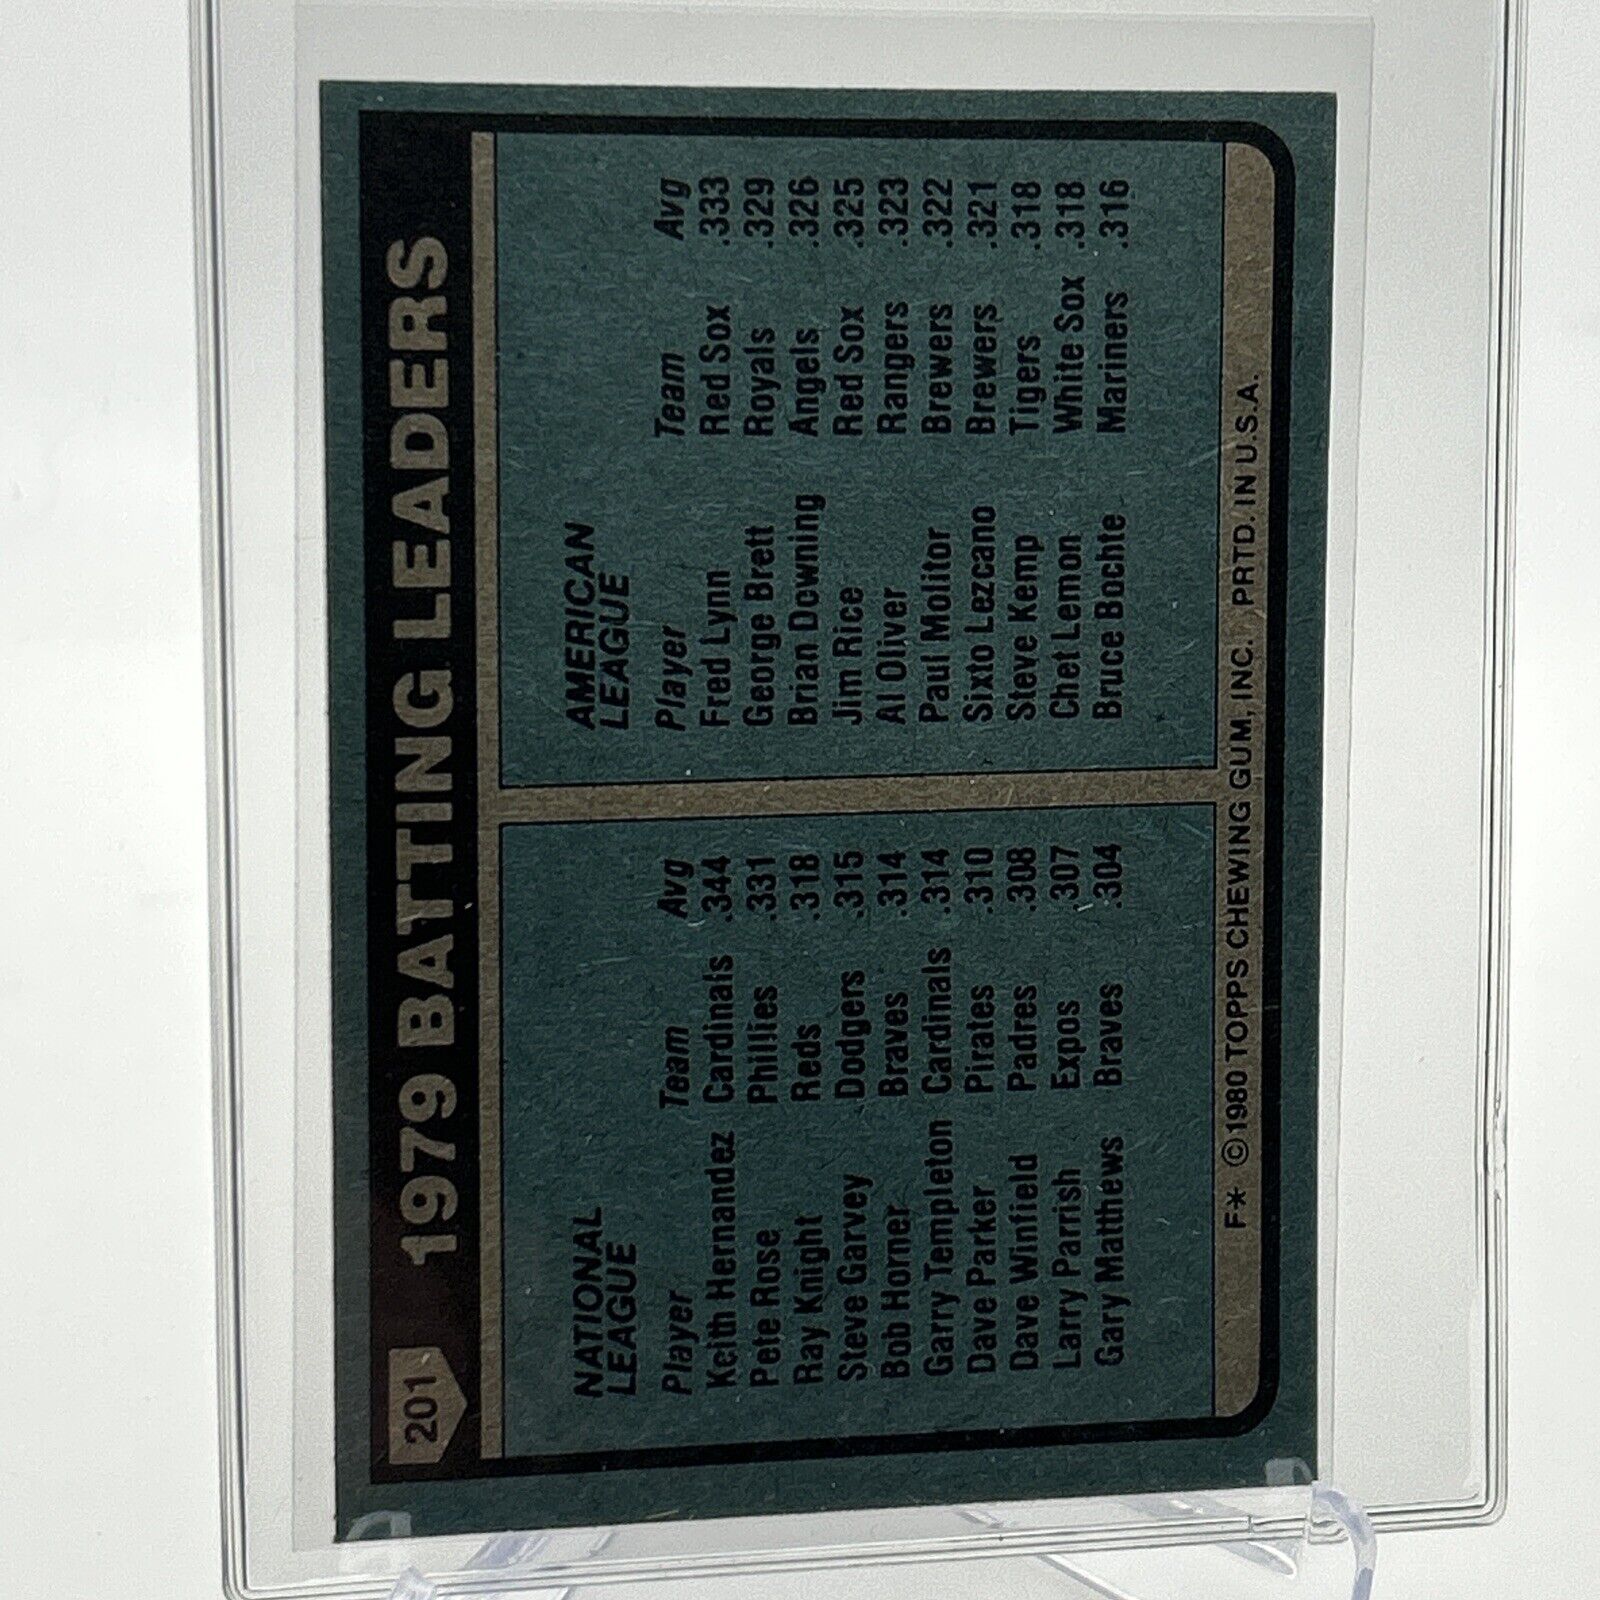 201
1979 BATTING LEADERS
NATIONAL
LEAGUE
Player Team Avg
Keith Hernandez Cardinals .344
Pete Rose Phillies .331
Ray Knight Reds .318
Steve Garvey Dodgers .315
Bob Horner Braves .314
Garry Templeton Cardinals .314
Dave Parker Pirates .310
Dave Winfield Padres .308
Larry Parrish Expos .307
Gary Matthews Braves .304
AMERICAN
LEAGUE
Player Team Avg
Fred Lynn Red Sox .333
George Brett Royals .329
Brian Downing Angels .326
Jim Rice Red Sox .325
Al Oliver Rangers .323
Paul Molitor Brewers .322
Sixto Lezcano Brewers .321
Steve Kemp Tigers .318
Chet Lemon White Sox .318
Bruce Bochte Mariners .316
F* © 1980 TOPPS CHEWING GUM, INC. PRTD. IN U.S.A.